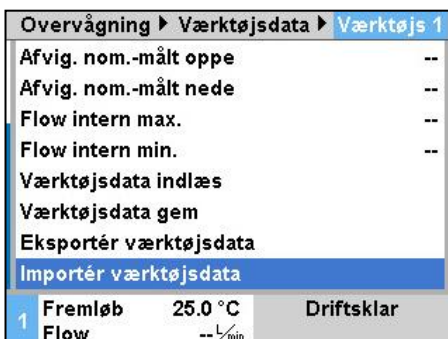 Overvågning ▶ Værktøjsdata ▶ Værktøjs 1
Afvig. nom.-målt oppe --
Afvig. nom.-målt nede --
Flow intern max. --
Flow intern min. --
Værktøjsdata indlæs
Værktøjsdata gem
Eksportér værktøjsdata
Importér værktøjsdata
1 Fremløb 25.0 °C Driftsklar
Flow -- L/min